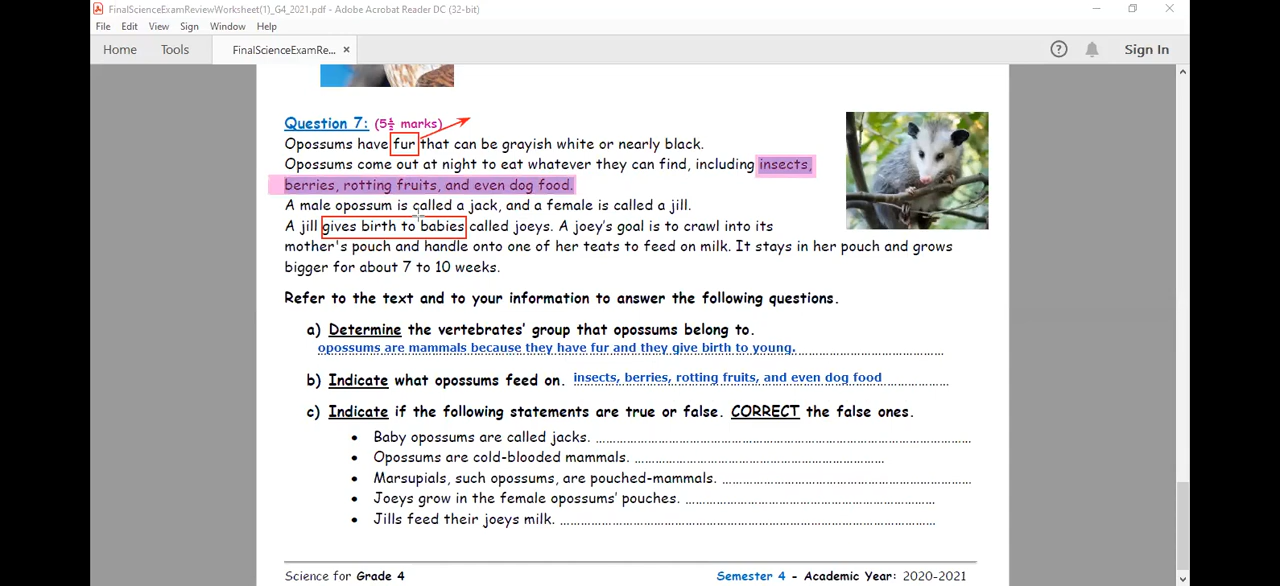 FinalScienceExamReviewWorksheet(1)_G4_2021.pdf - Adobe Acrobat Reader DC (32-bit)
File Edit View Sign Window Help
Home Tools FinalScienceExamRe... × Sign In
Question 7: (5½ marks)
Opossums have fur that can be grayish white or nearly black.
Opossums come out at night to eat whatever they can find, including insects,
berries, rotting fruits, and even dog food.
A male opossum is called a jack, and a female is called a jill.
A jill gives birth to babies called joeys. A joey's goal is to crawl into its
mother's pouch and handle onto one of her teats to feed on milk. It stays in her pouch and grows
bigger for about 7 to 10 weeks.
Refer to the text and to your information to answer the following questions.
a) Determine the vertebrates' group that opossums belong to.
opossums are mammals because they have fur and they give birth to young.
b) Indicate what opossums feed on. insects, berries, rotting fruits, and even dog food
c) Indicate if the following statements are true or false. CORRECT the false ones.
• Baby opossums are called jacks. ........................................
• Opossums are cold-blooded mammals. ........................................
• Marsupials, such opossums, are pouched-mammals. ........................................
• Joeys grow in the female opossums' pouches. ........................................
• Jills feed their joeys milk. ........................................
Science for Grade 4 Semester 4 - Academic Year: 2020-2021